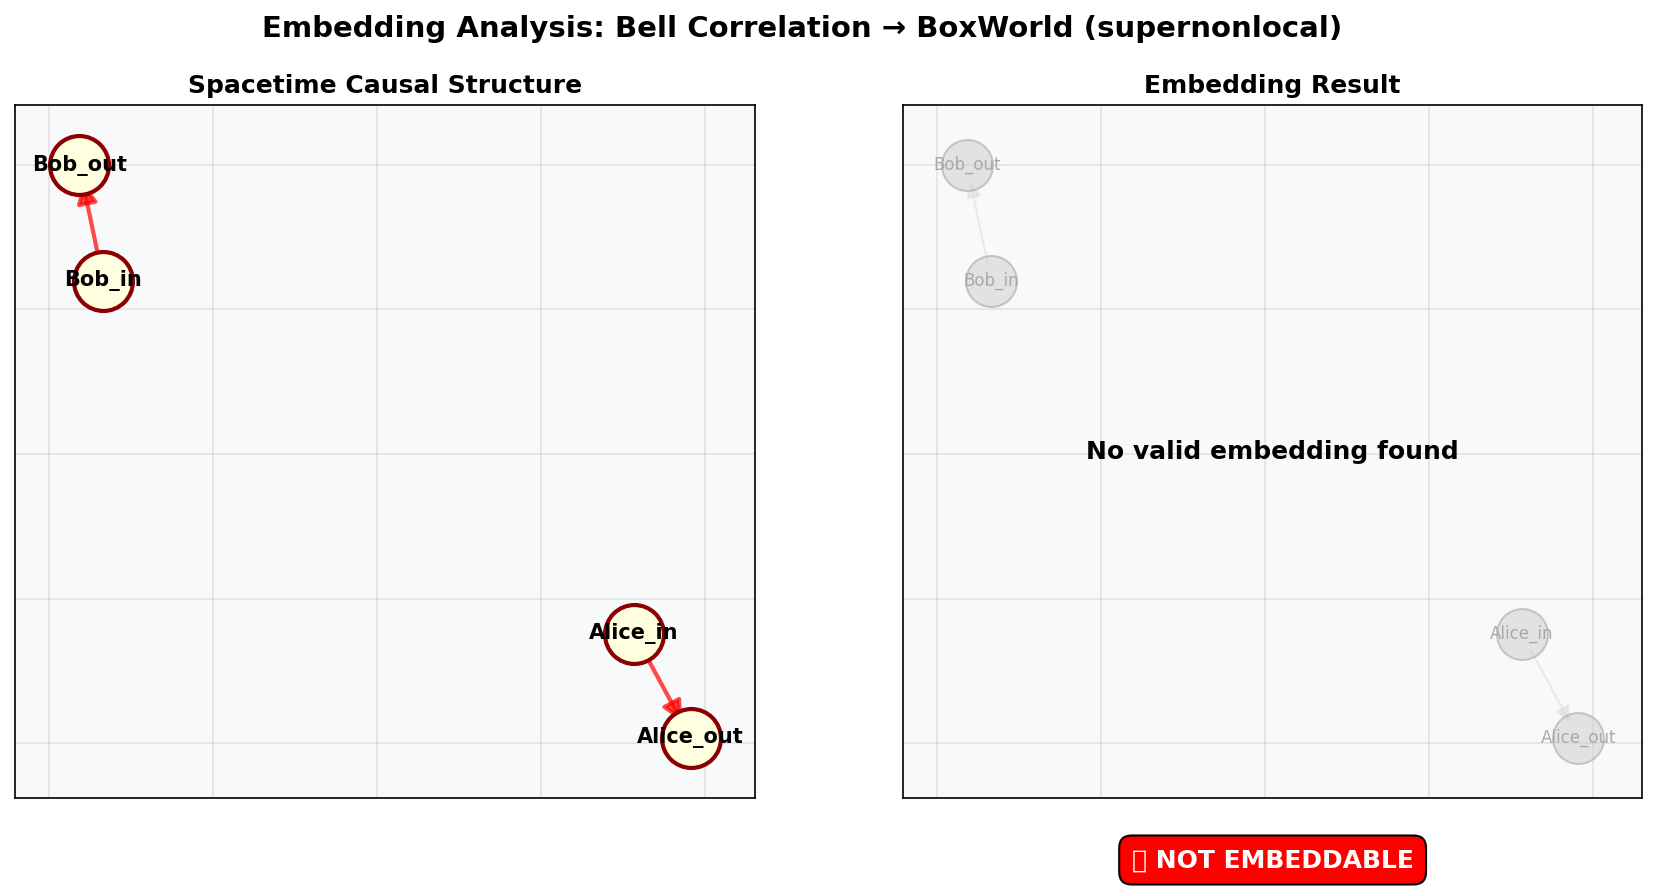 Embedding Analysis: Bell Correlation → BoxWorld (supernonlocal)
Spacetime Causal Structure
Bob_out
Bob_in
Alice_in
Alice_out
Embedding Result
Bob_out
Bob_in
No valid embedding found
Alice_in
Alice_out
NOT EMBEDDABLE